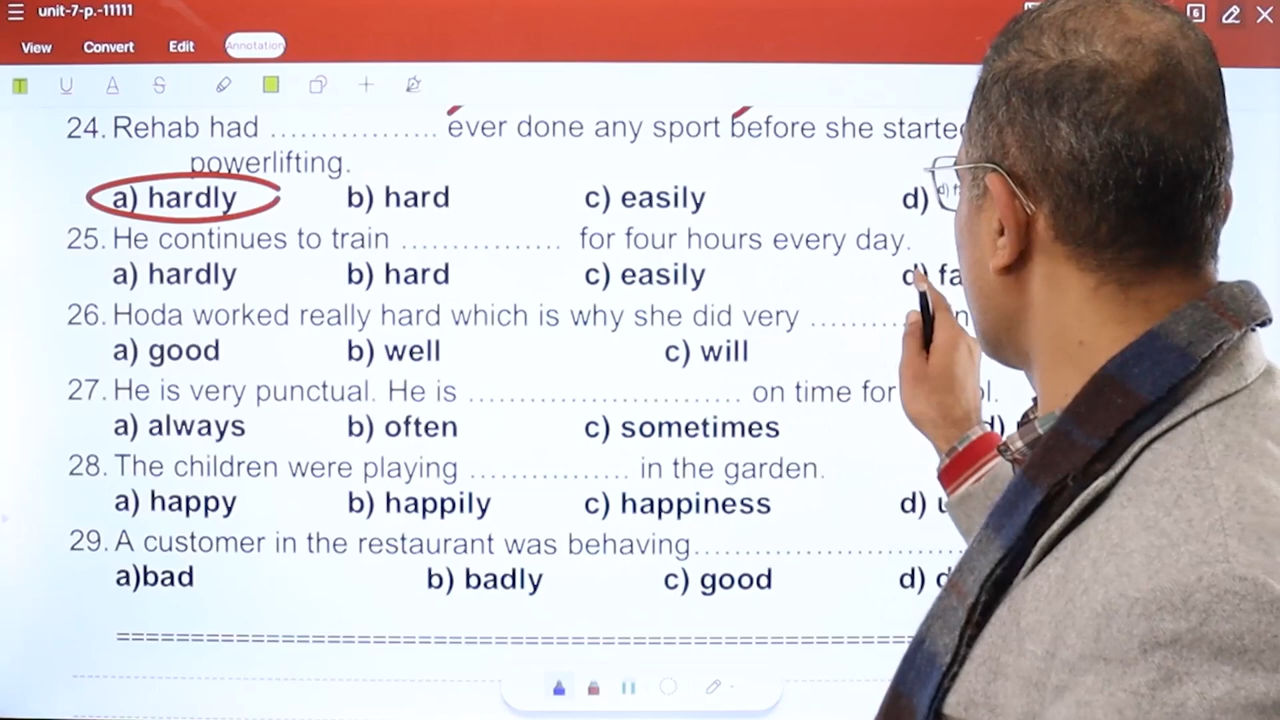 unit-7-p.-11111
6
View Convert Edit Annotation
T U A S
24. Rehab had ................. ever done any sport before she started
powerlifting.
a) hardly b) hard c) easily d)
25. He continues to train ................ for four hours every day.
a) hardly b) hard c) easily d)
26. Hoda worked really hard which is why she did very ..........
a) good b) well c) will
27. He is very punctual. He is ........................... on time for
a) always b) often c) sometimes d)
28. The children were playing ................ in the garden.
a) happy b) happily c) happiness d)
29. A customer in the restaurant was behaving...........................
a)bad b) badly c) good d)